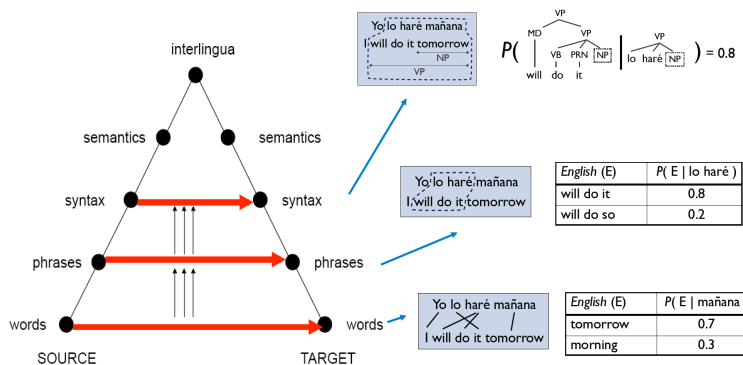 interlingua
semantics semantics
syntax syntax
phrases phrases
words words
SOURCE TARGET
Yo lo haré mañana
I will do it tomorrow
NP
VP
P( | ) = 0.8
VP
MD VP
VB PRN NP
will do it
VP
lo haré NP
Yo lo haré mañana
I will do it tomorrow
English (E) P( E | lo haré )
will do it 0.8
will do so 0.2
Yo lo haré mañana
I will do it tomorrow
English (E) P( E | mañana
tomorrow 0.7
morning 0.3